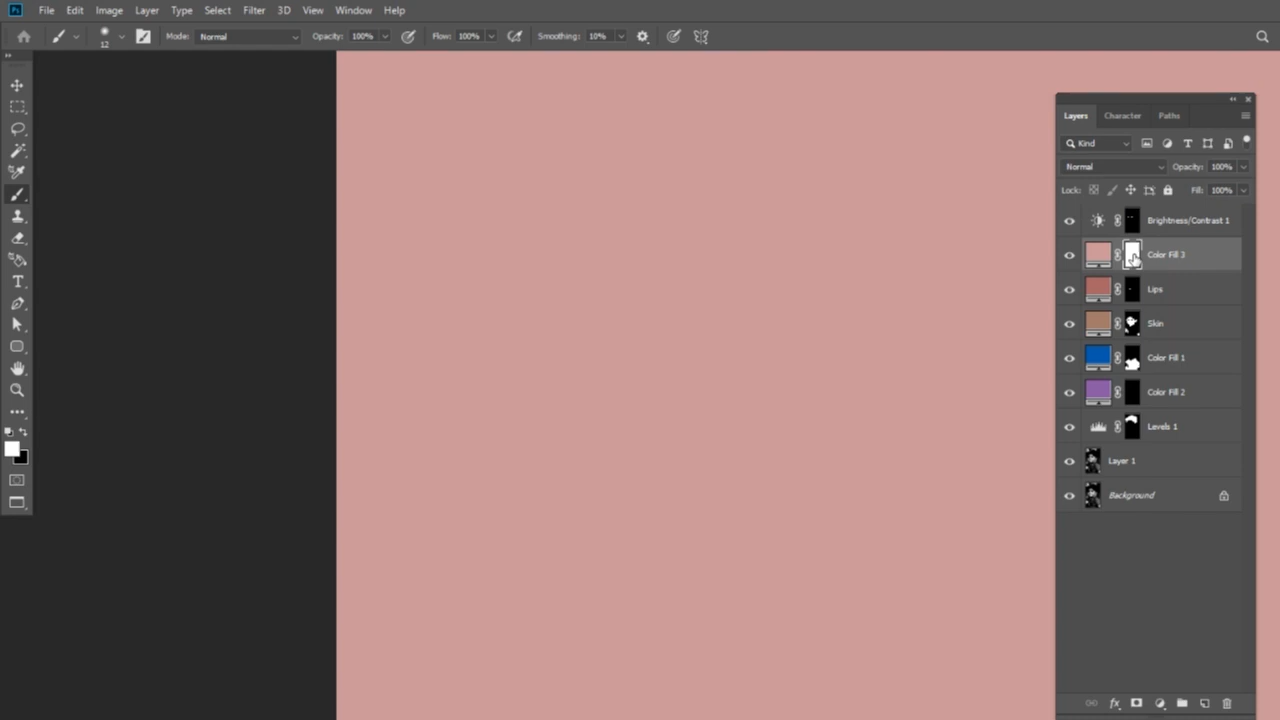 Ps File Edit Image Layer Type Select Filter 3D View Window Help
12 Mode: Normal Opacity: 100% Flow: 100% Smoothing: 10%
Layers Character Paths
Kind
Normal Opacity: 100%
Lock: Fill: 100%
Brightness/Contrast 1
Color Fill 3
Lips
Skin
Color Fill 1
Color Fill 2
Levels 1
Layer 1
Background
fx